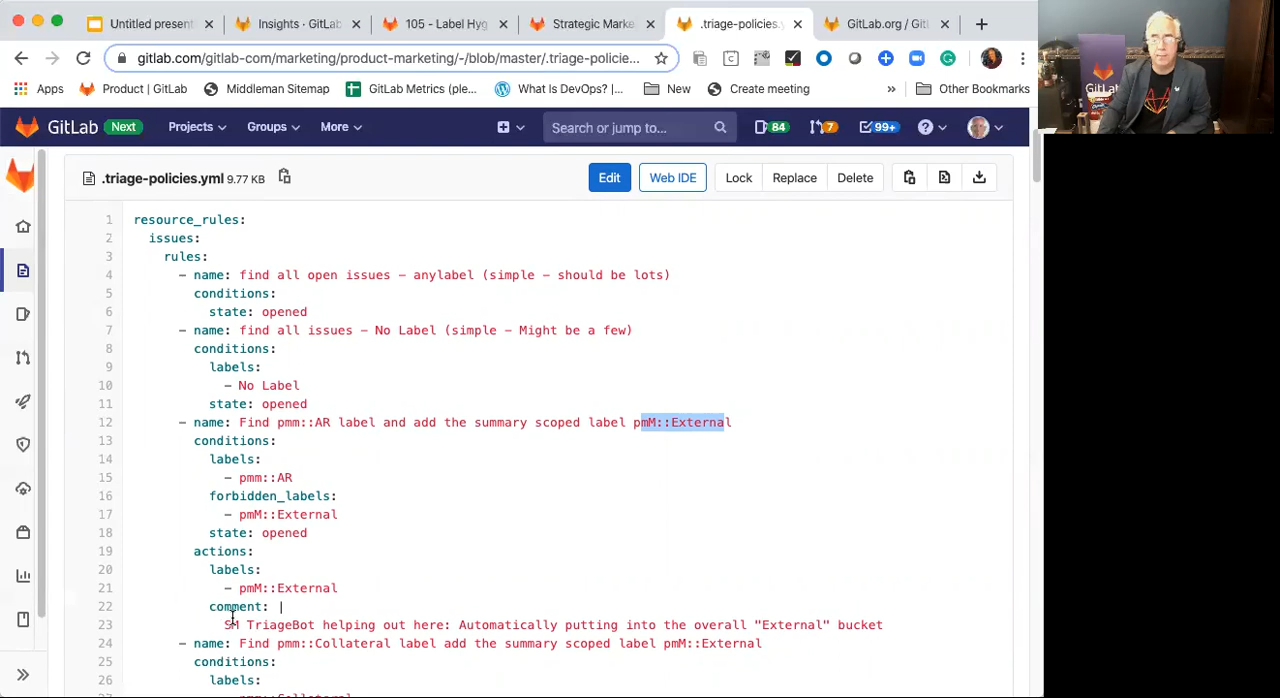 Untitled present
Insights · GitLab
105 - Label Hyg
Strategic Marke
.triage-policies.y
GitLab.org / Git
gitlab.com/gitlab-com/marketing/product-marketing/-/blob/master/.triage-policie...
Apps
Product | GitLab
Middleman Sitemap
GitLab Metrics (ple...
What Is DevOps? |...
New
Create meeting
»
Other Bookmarks
GitLab Next Projects Groups More Search or jump to... 84 7 99+
.triage-policies.yml 9.77 KB Edit Web IDE Lock Replace Delete
1 resource_rules:
2 issues:
3 rules:
4 - name: find all open issues - anylabel (simple - should be lots)
5 conditions:
6 state: opened
7 - name: find all issues - No Label (simple - Might be a few)
8 conditions:
9 labels:
10 - No Label
11 state: opened
12 - name: Find pmm::AR label and add the summary scoped label pmM::External
13 conditions:
14 labels:
15 - pmm::AR
16 forbidden_labels:
17 - pmM::External
18 state: opened
19 actions:
20 labels:
21 - pmM::External
22 comment: |
23 SM TriageBot helping out here: Automatically putting into the overall "External" bucket
24 - name: Find pmm::Collateral label add the summary scoped label pmM::External
25 conditions:
26 labels:
GitLab